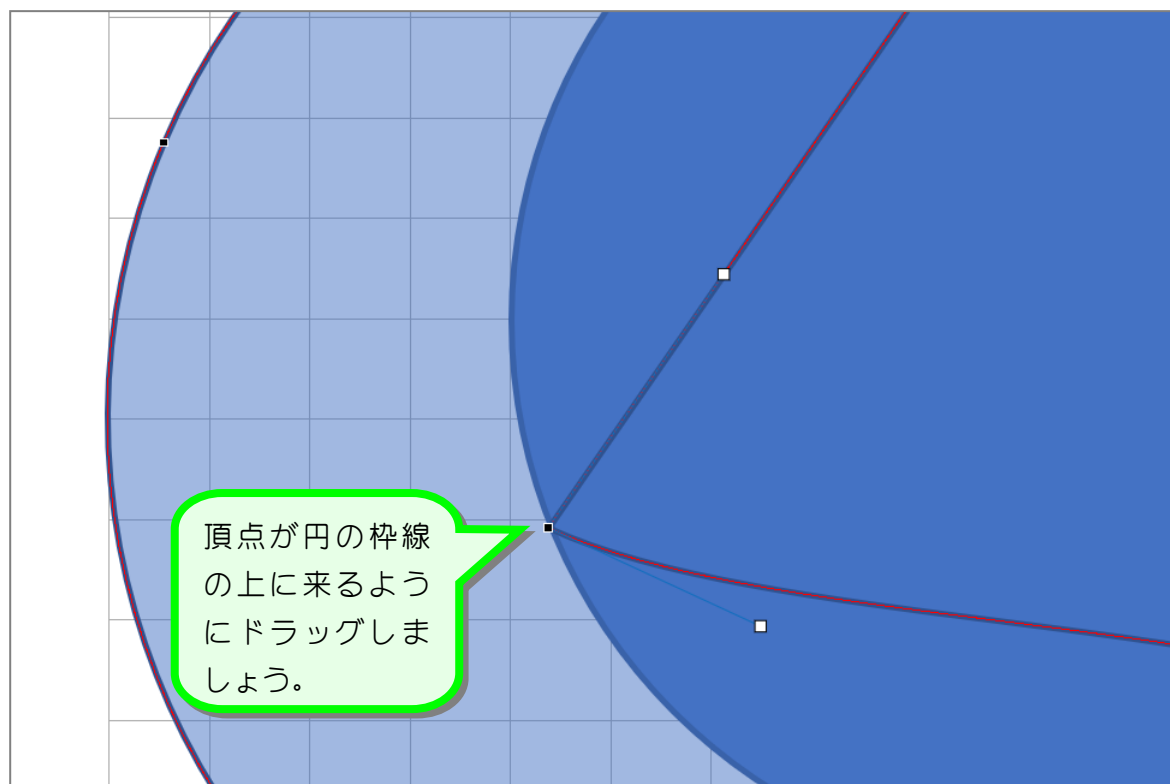 頂点が円の枠線
の上に来るよう
にドラッグしま
しょう。